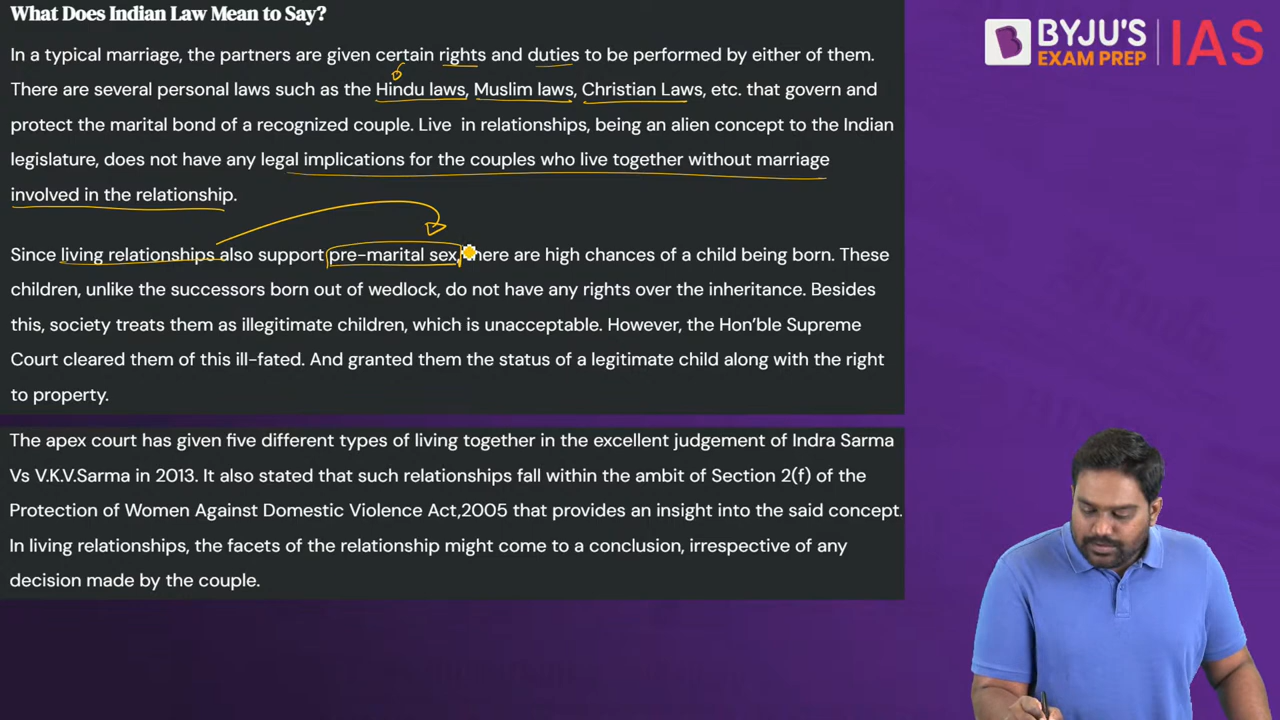 What Does Indian Law Mean to Say?
In a typical marriage, the partners are given certain rights and duties to be performed by either of them.
There are several personal laws such as the Hindu laws, Muslim laws, Christian Laws, etc. that govern and
protect the marital bond of a recognized couple. Live in relationships, being an alien concept to the Indian
legislature, does not have any legal implications for the couples who live together without marriage
involved in the relationship.
Since living relationships also support pre-marital sex, there are high chances of a child being born. These
children, unlike the successors born out of wedlock, do not have any rights over the inheritance. Besides
this, society treats them as illegitimate children, which is unacceptable. However, the Hon’ble Supreme
Court cleared them of this ill-fated. And granted them the status of a legitimate child along with the right
to property.
The apex court has given five different types of living together in the excellent judgement of Indra Sarma
Vs V.K.V.Sarma in 2013. It also stated that such relationships fall within the ambit of Section 2(f) of the
Protection of Women Against Domestic Violence Act,2005 that provides an insight into the said concept.
In living relationships, the facets of the relationship might come to a conclusion, irrespective of any
decision made by the couple.
BYJU'S
EXAM PREP
IAS